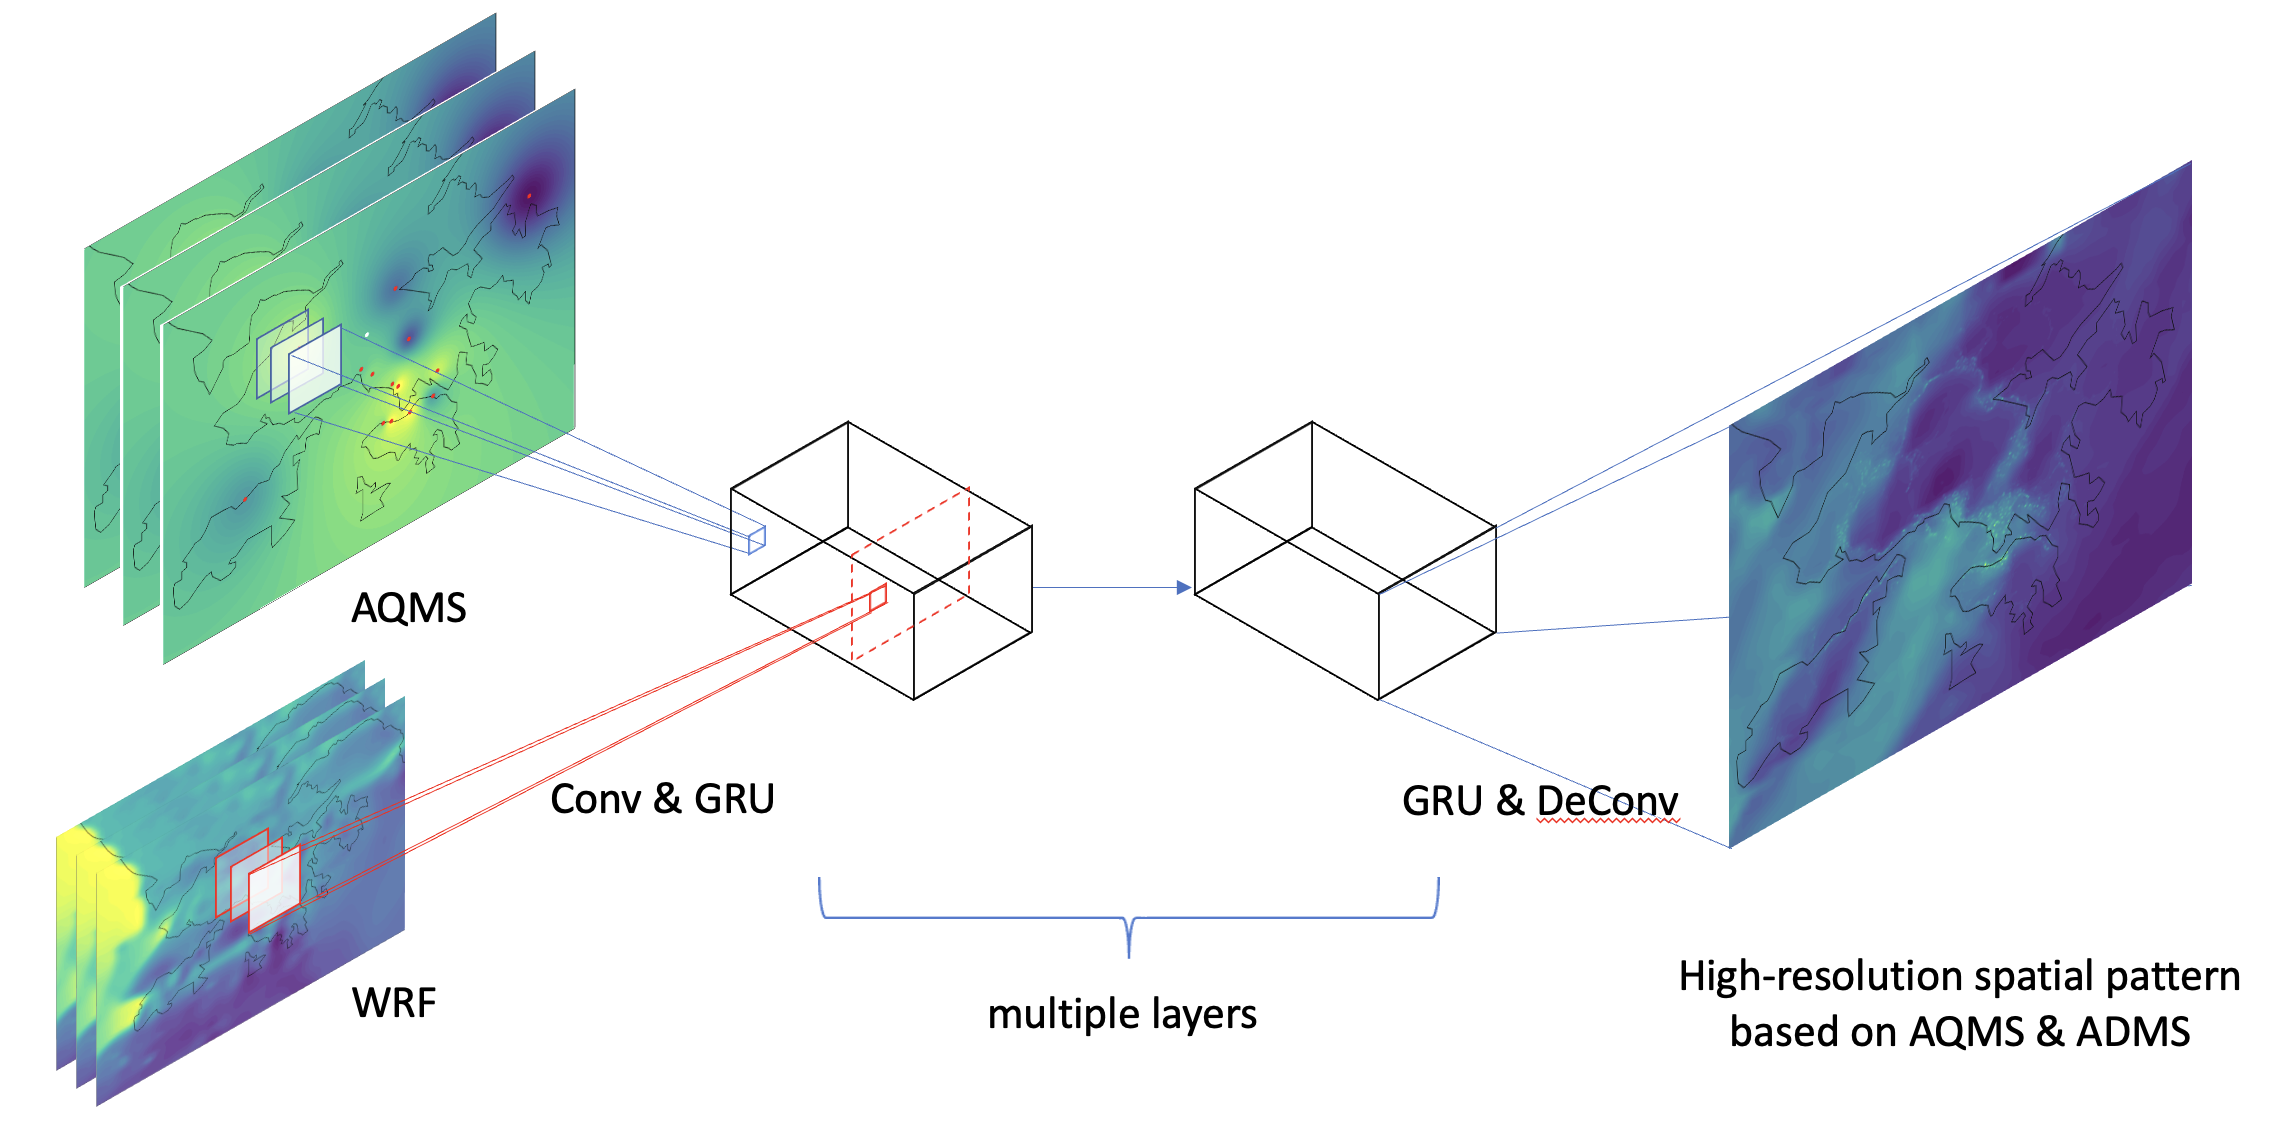 AQMS
WRF
Conv & GRU
GRU & DeConv
multiple layers
High-resolution spatial pattern
based on AQMS & ADMS